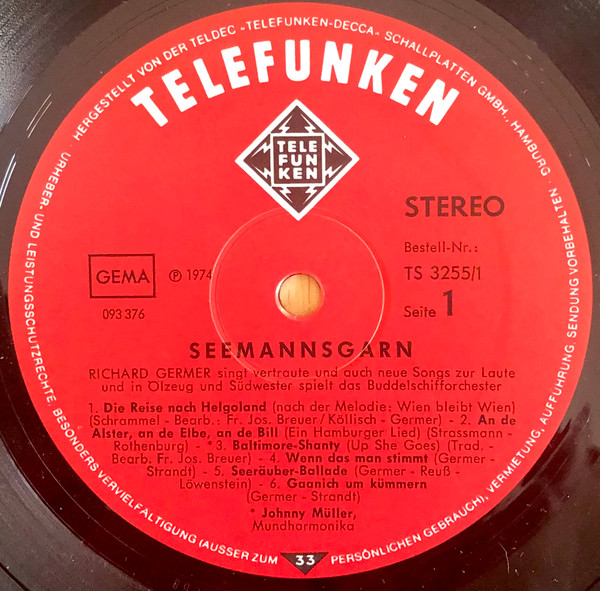 HERGESTELLT VON DER TELDEC »TELEFUNKEN-DECCA« SCHALLPLATTEN GMBH., HAMBURG ·
URHEBER- UND LEISTUNGSSCHUTZRECHTE, BESONDERS VERVIELFÄLTIGUNG (AUSSER ZUM PERSÖNLICHEN GEBRAUCH), VERMIETUNG, AUFFÜHRUNG, SENDUNG VORBEHALTEN ·
TELEFUNKEN
TELE
FUN
KEN
STEREO
Bestell-Nr.:
GEMA
℗ 1974
TS 3255/1
093 376
Seite 1
SEEMANNSGARN
RICHARD GERMER singt vertraute und auch neue Songs zur Laute
und in Ölzeug und Südwester spielt das Buddelschifforchester
1. Die Reise nach Helgoland (nach der Melodie: Wien bleibt Wien)
(Schrammel - Bearb.: Fr. Jos. Breuer/Köllisch - Germer) - 2. An de
Alster, an de Elbe, an de Bill (Ein Hamburger Lied) (Strassmann -
Rothenburg) - *3. Baltimore-Shanty (Up She Goes) (Trad. -
Bearb. Fr. Jos. Breuer) - 4. Wenn das man stimmt (Germer -
Strandt) - 5. Seeräuber-Ballade (Germer - Reuß -
Löwenstein) - 6. Gaanich um kümmern
(Germer - Strandt)
* Johnny Müller,
Mundharmonika
33